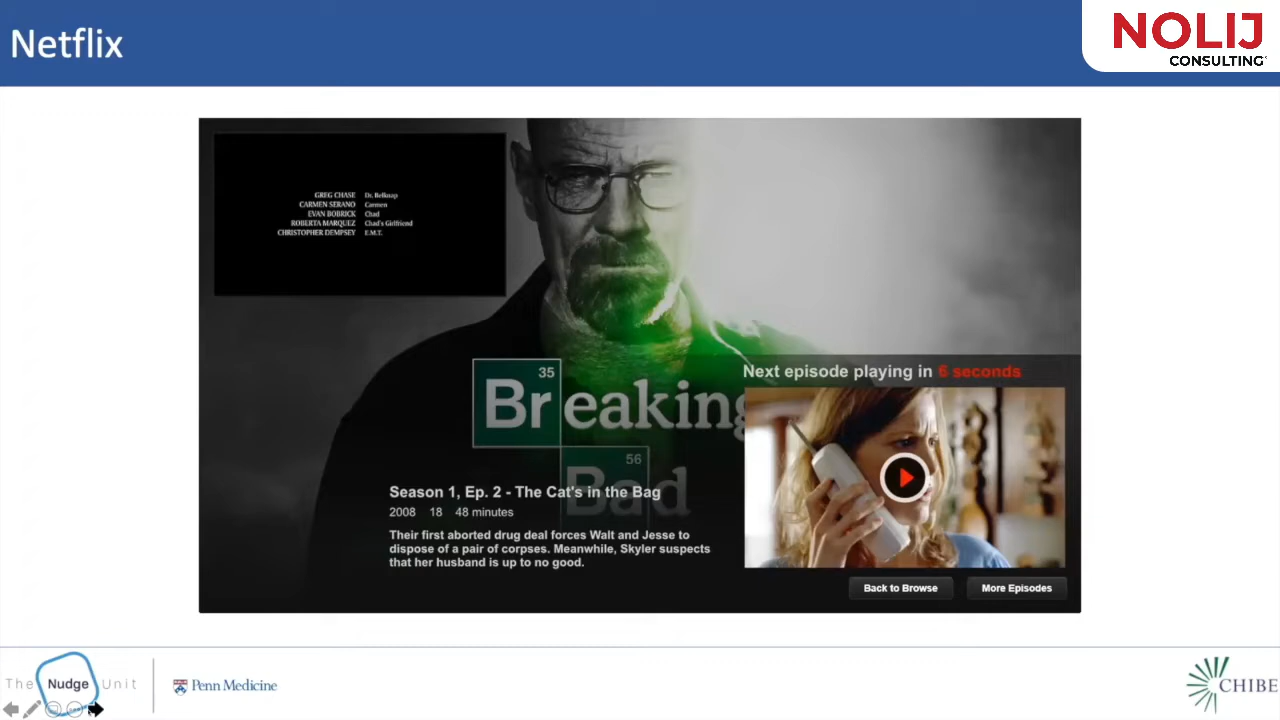 Netflix
NOLIJ
CONSULTING
GREG CHASE Dr. Belknap
CARMEN SERANO Carmen
EVAN BOBRICK Chad
ROBERTA MARQUEZ Chad's Girlfriend
CHRISTOPHER DEMPSEY E.M.T.
Next episode playing in 6 seconds
35
Breaking
56
Bad
Season 1, Ep. 2 - The Cat's in the Bag
2008 18 48 minutes
Their first aborted drug deal forces Walt and Jesse to
dispose of a pair of corpses. Meanwhile, Skyler suspects
that her husband is up to no good.
Back to Browse More Episodes
The Nudge Unit
Penn Medicine
CHIBE